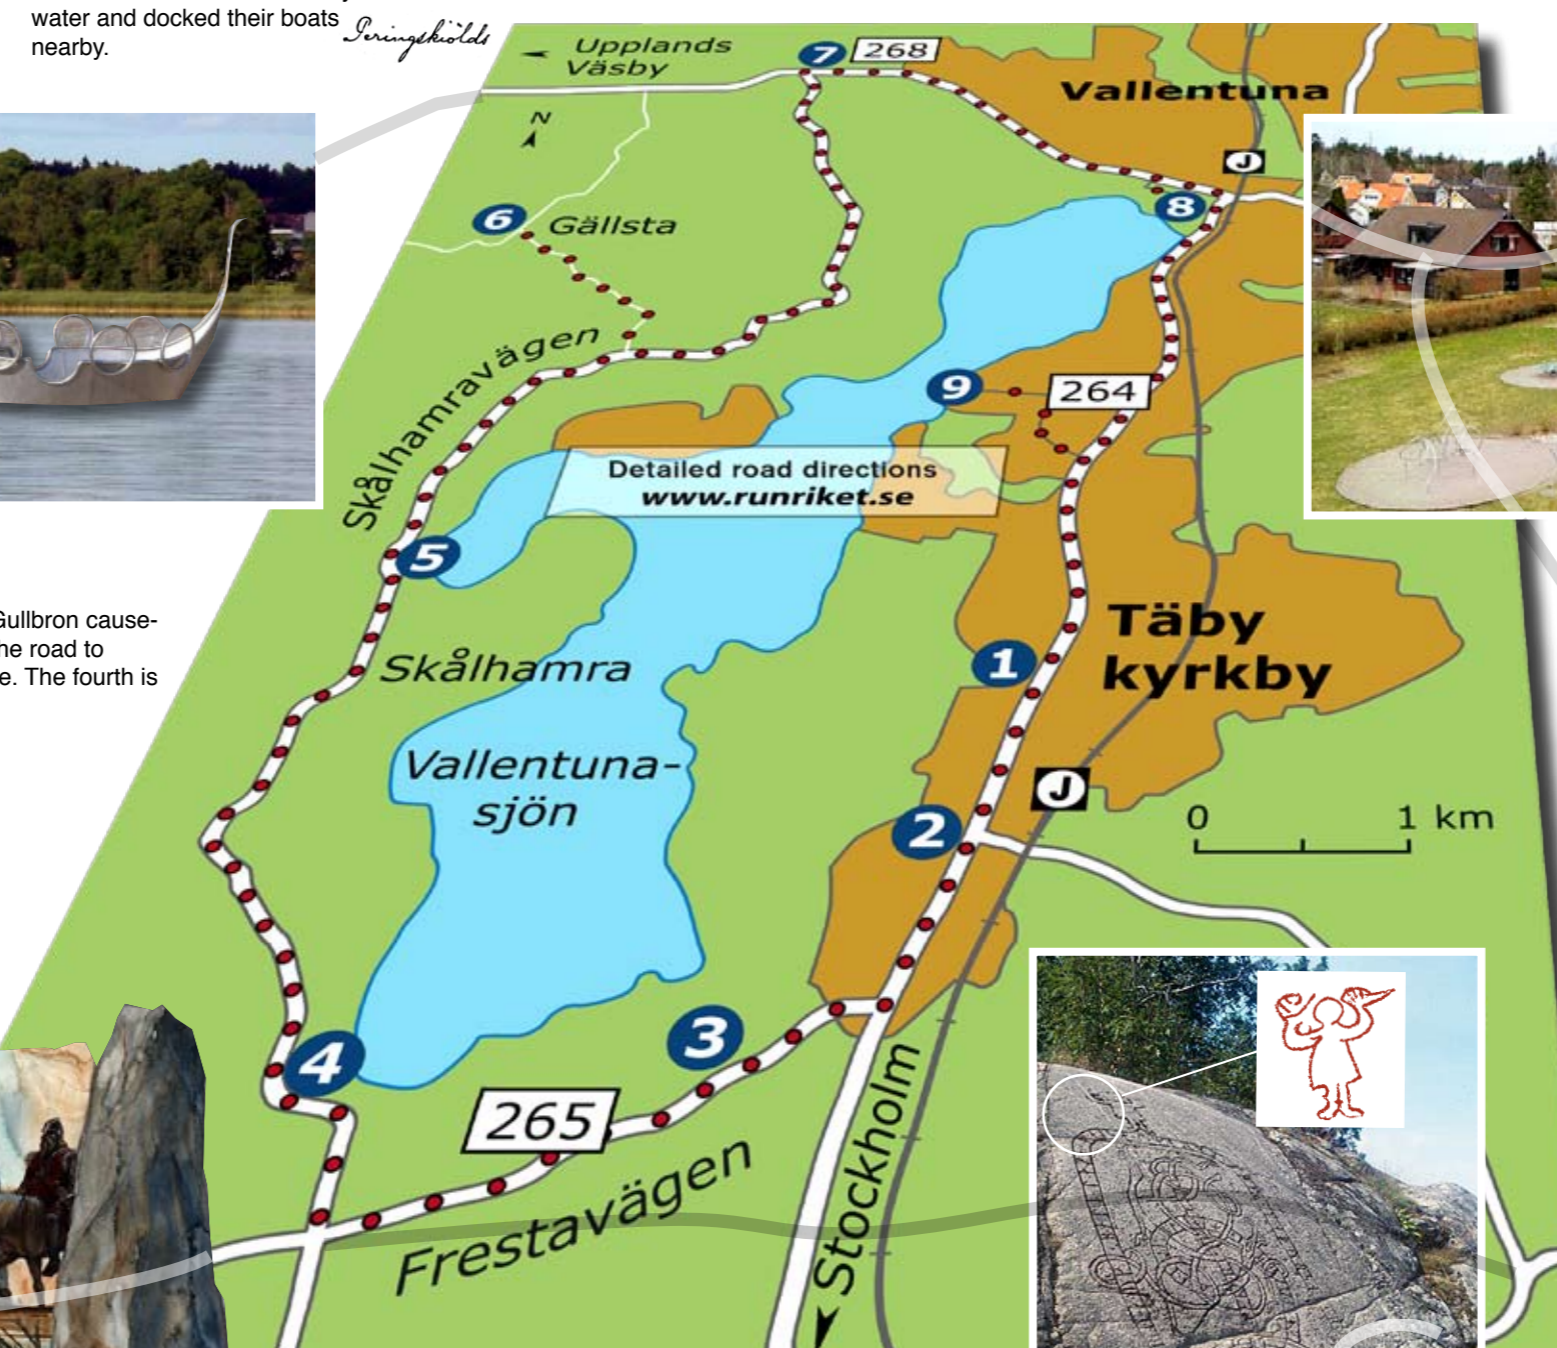 water and docked their boats
nearby.
Peringskiölds
Upplands
Väsby
7
268
Vallentuna
N
J
6
Gällsta
8
Skålhamravägen
9
264
Detailed road directions
www.runriket.se
5
Gullbron cause-
he road to
e. The fourth is
Täby
kyrkby
1
Skålhamra
Vallentuna-
sjön
J
2
0 1 km
3
4
265
Frestavägen
Stockholm